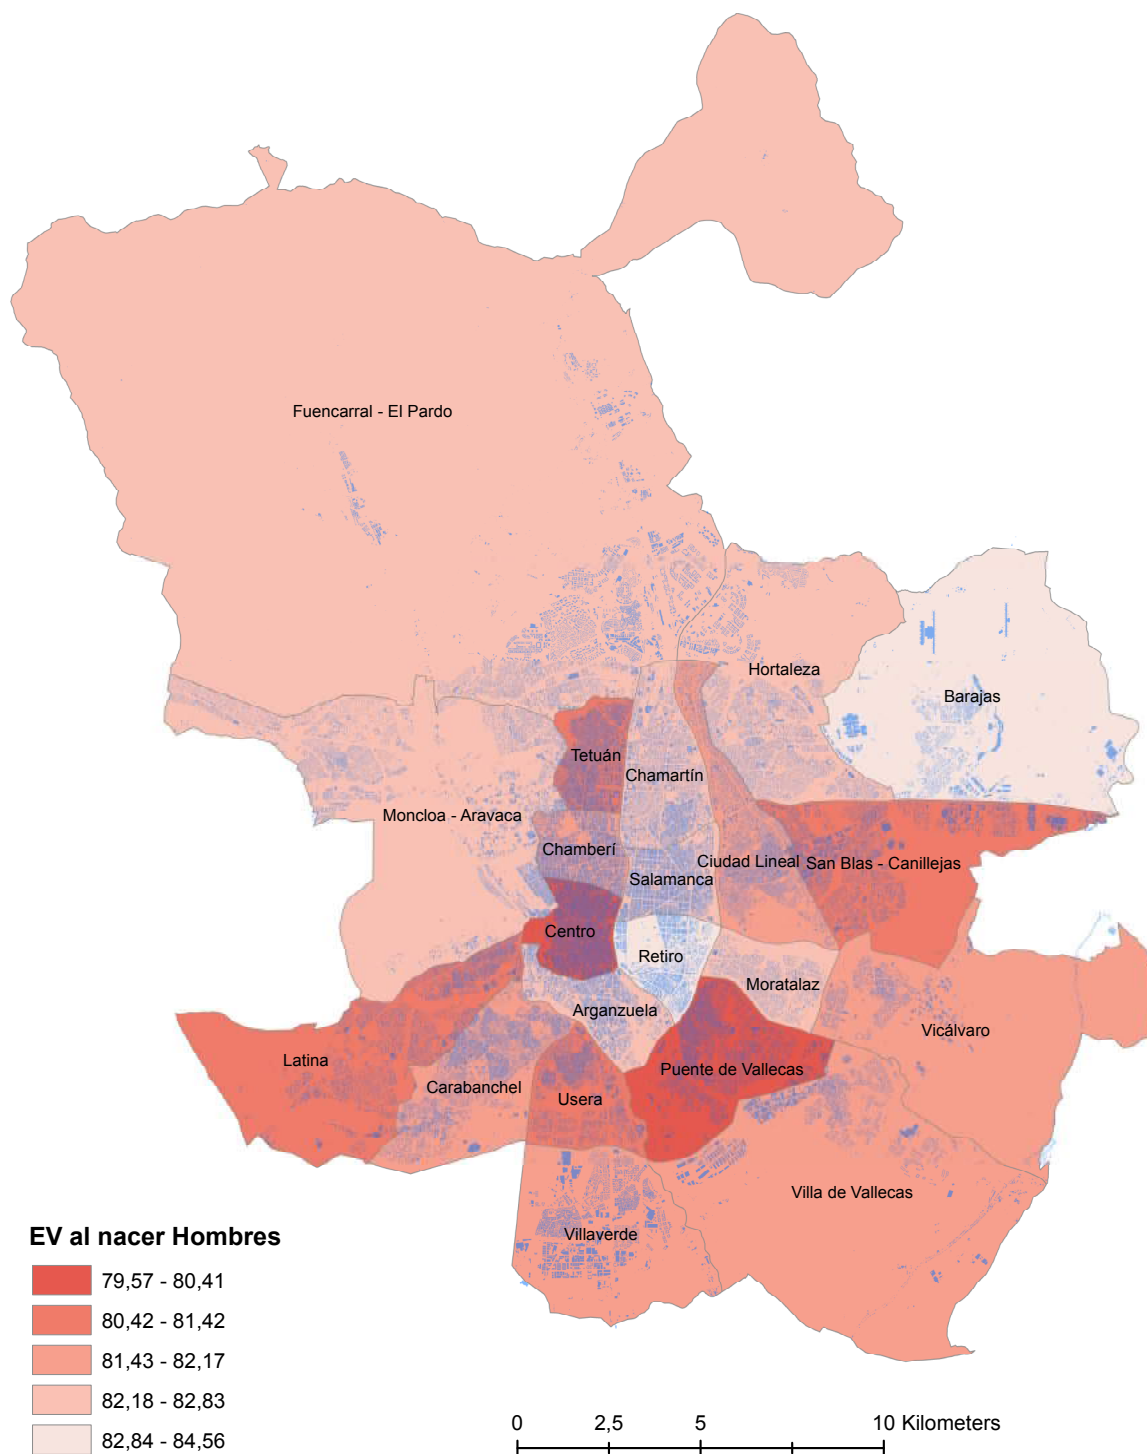 Fuencarral - El Pardo
Hortaleza
Barajas
Tetuán
Chamartín
Moncloa - Aravaca
Chamberí
Ciudad Lineal
San Blas - Canillejas
Salamanca
Centro
Retiro
Moratalaz
Arganzuela
Vicálvaro
Latina
Puente de Vallecas
Carabanchel
Usera
Villa de Vallecas
Villaverde
EV al nacer Hombres
79,57 - 80,41
80,42 - 81,42
81,43 - 82,17
82,18 - 82,83
82,84 - 84,56
0 2,5 5 10 Kilometers